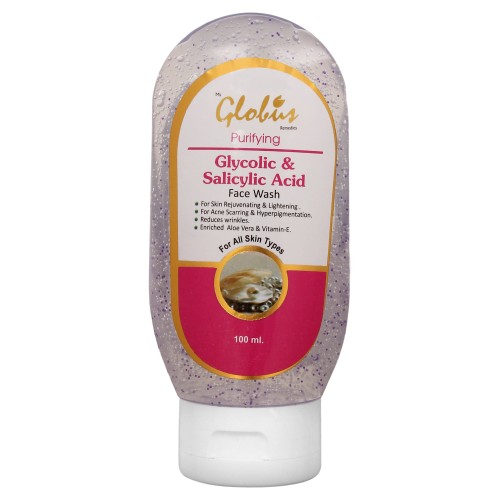 My
Globus
Remedies
Purifying
Glycolic &
Salicylic Acid
Face Wash
• For Skin Rejuvenating & Lightening .
• For Acne Scarring & Hyperpigmentation.
• Reduces wrinkles.
• Enriched Aloe Vera & Vitamin-E.
For All Skin Types
100 ml.